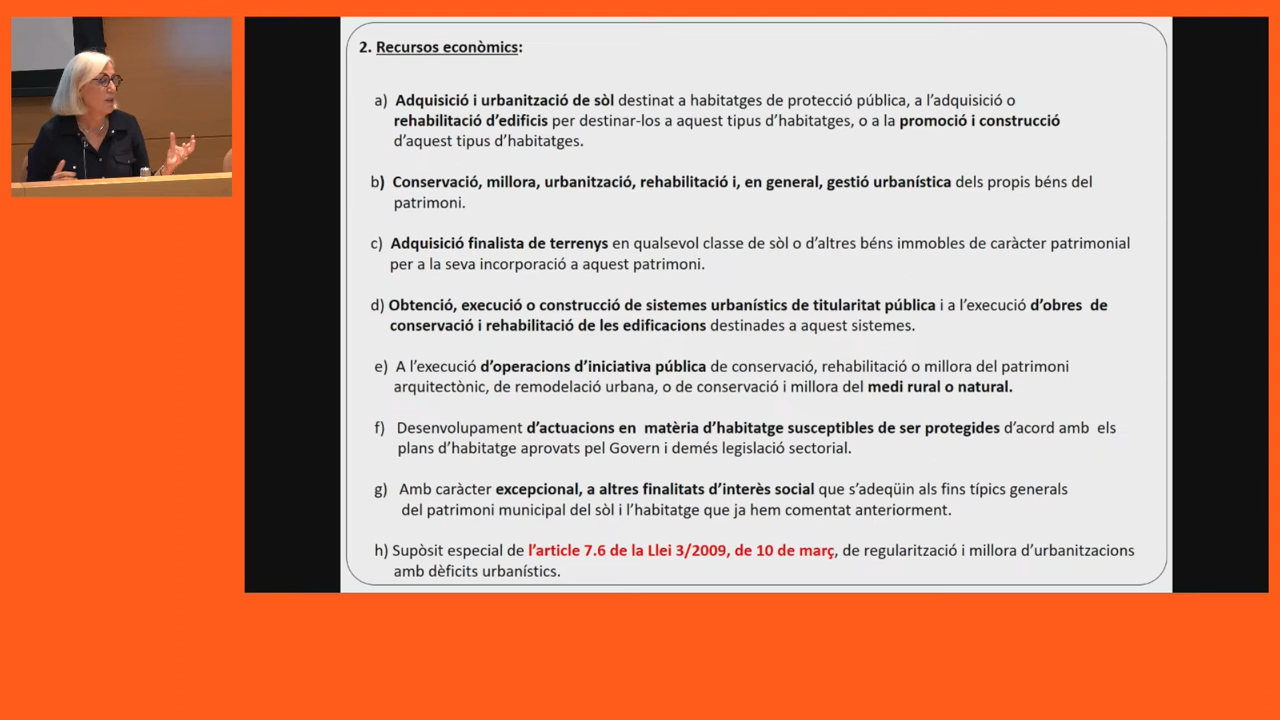 2. Recursos econòmics:
a) Adquisició i urbanització de sòl destinat a habitatges de protecció pública, a l'adquisició o
rehabilitació d'edificis per destinar-los a aquest tipus d'habitatges, o a la promoció i construcció
d'aquest tipus d'habitatges.
b) Conservació, millora, urbanització, rehabilitació i, en general, gestió urbanística dels propis béns del
patrimoni.
c) Adquisició finalista de terrenys en qualsevol classe de sòl o d'altres béns immobles de caràcter patrimonial
per a la seva incorporació a aquest patrimoni.
d) Obtenció, execució o construcció de sistemes urbanístics de titularitat pública i a l'execució d'obres de
conservació i rehabilitació de les edificacions destinades a aquest sistemes.
e) A l'execució d'operacions d'iniciativa pública de conservació, rehabilitació o millora del patrimoni
arquitectònic, de remodelació urbana, o de conservació i millora del medi rural o natural.
f) Desenvolupament d'actuacions en matèria d'habitatge susceptibles de ser protegides d'acord amb els
plans d'habitatge aprovats pel Govern i demés legislació sectorial.
g) Amb caràcter excepcional, a altres finalitats d'interès social que s'adeqüin als fins típics generals
del patrimoni municipal del sòl i l'habitatge que ja hem comentat anteriorment.
h) Supòsit especial de l'article 7.6 de la Llei 3/2009, de 10 de març, de regularització i millora d'urbanitzacions
amb dèficits urbanístics.